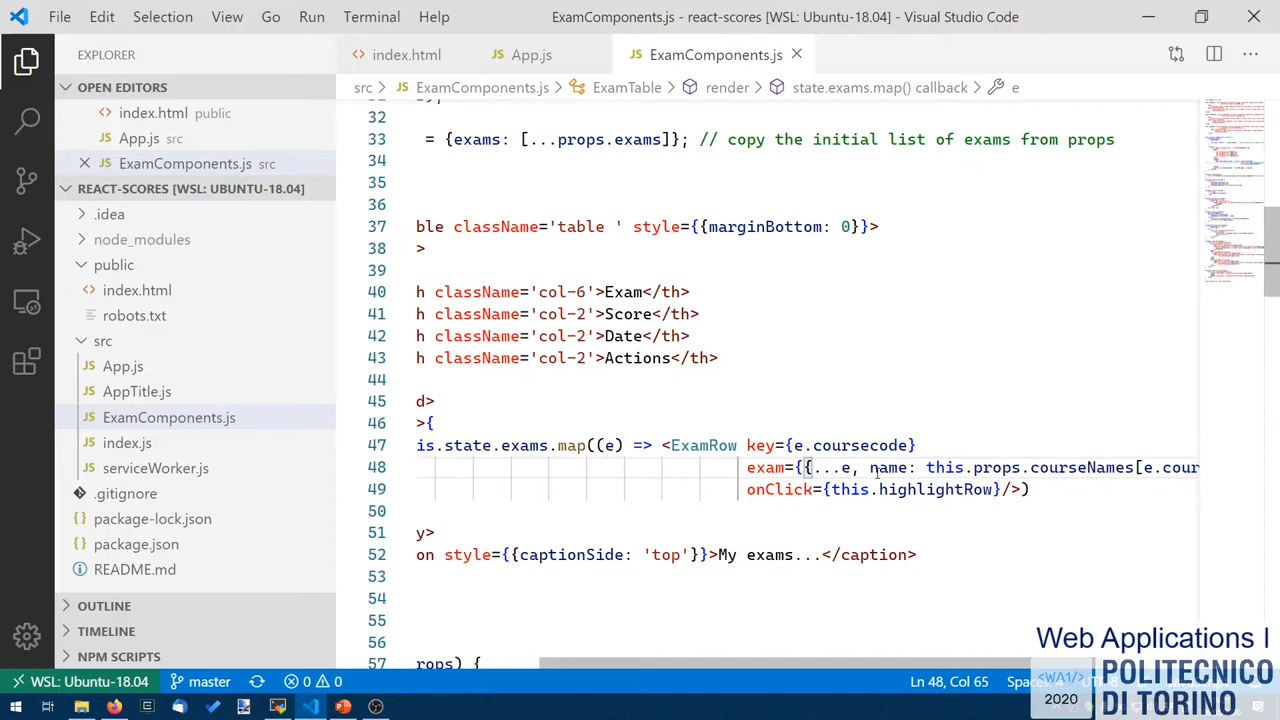 File Edit Selection View Go Run Terminal Help ExamComponents.js - react-scores [WSL: Ubuntu-18.04] - Visual Studio Code
EXPLORER
OPEN EDITORS
index.html public
App.js src
ExamComponents.js src
SCORES [WSL: UBUNTU-18.04]
idea
node_modules
public
index.html
robots.txt
src
App.js
AppTitle.js
ExamComponents.js
index.js
serviceWorker.js
.gitignore
package-lock.json
package.json
README.md
OUTLINE
TIMELINE
NPM SCRIPTS
index.html App.js ExamComponents.js
src > ExamComponents.js > ExamTable > render > state.exams.map() callback > e
32
33 = {exams: [...props.exams]}; // copy the initial list of exams from props
34
35
36
37 ble className='table ' style={{marginBottom: 0}}>
38 >
39
40 h className='col-6'>Exam</th>
41 h className='col-2'>Score</th>
42 h className='col-2'>Date</th>
43 h className='col-2'>Actions</th>
44
45 d>
46 >{
47 is.state.exams.map((e) => <ExamRow key={e.coursecode}
48 exam={{...e, name: this.props.courseNames[e.cour
49 onClick={this.highlightRow}/>)
50
51 y>
52 on style={{captionSide: 'top'}}>My exams...</caption>
53
54
55
56
57 rops) {
WSL: Ubuntu-18.04 master 0 0 Ln 48, Col 65 Spaces
Web Applications I
<WA1/>
2020
POLITECNICO
DI TORINO